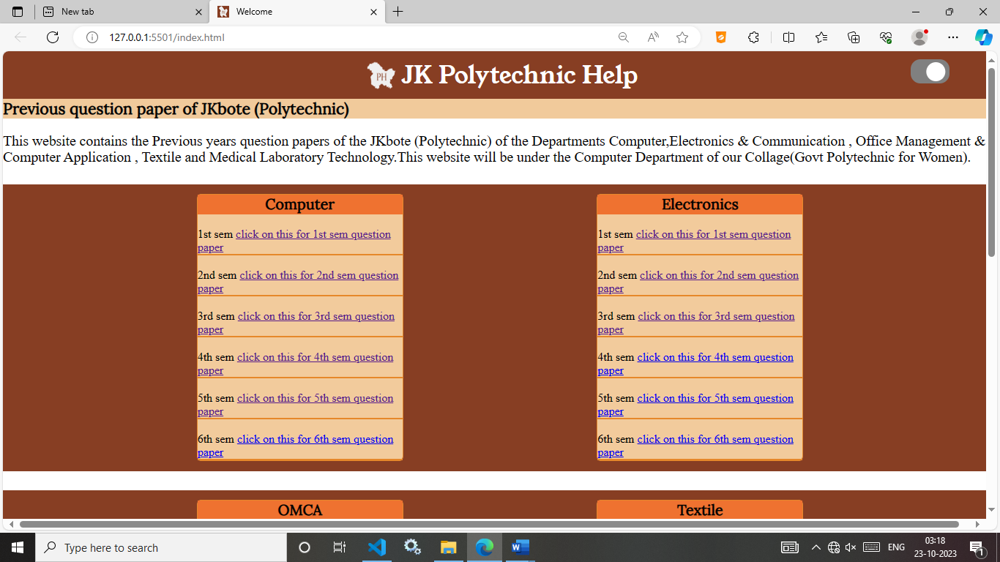 New tab
Welcome
127.0.0.1:5501/index.html
PH JK Polytechnic Help
Previous question paper of JKbote (Polytechnic)
This website contains the Previous years question papers of the JKbote (Polytechnic) of the Departments Computer,Electronics & Communication , Office Management &
Computer Application , Textile and Medical Laboratory Technology.This website will be under the Computer Department of our Collage(Govt Polytechnic for Women).
Computer
1st sem click on this for 1st sem question
paper
2nd sem click on this for 2nd sem question
paper
3rd sem click on this for 3rd sem question
paper
4th sem click on this for 4th sem question
paper
5th sem click on this for 5th sem question
paper
6th sem click on this for 6th sem question
paper
Electronics
1st sem click on this for 1st sem question
paper
2nd sem click on this for 2nd sem question
paper
3rd sem click on this for 3rd sem question
paper
4th sem click on this for 4th sem question
paper
5th sem click on this for 5th sem question
paper
6th sem click on this for 6th sem question
paper
OMCA
Textile
Type here to search
ENG
03:18
23-10-2023
1